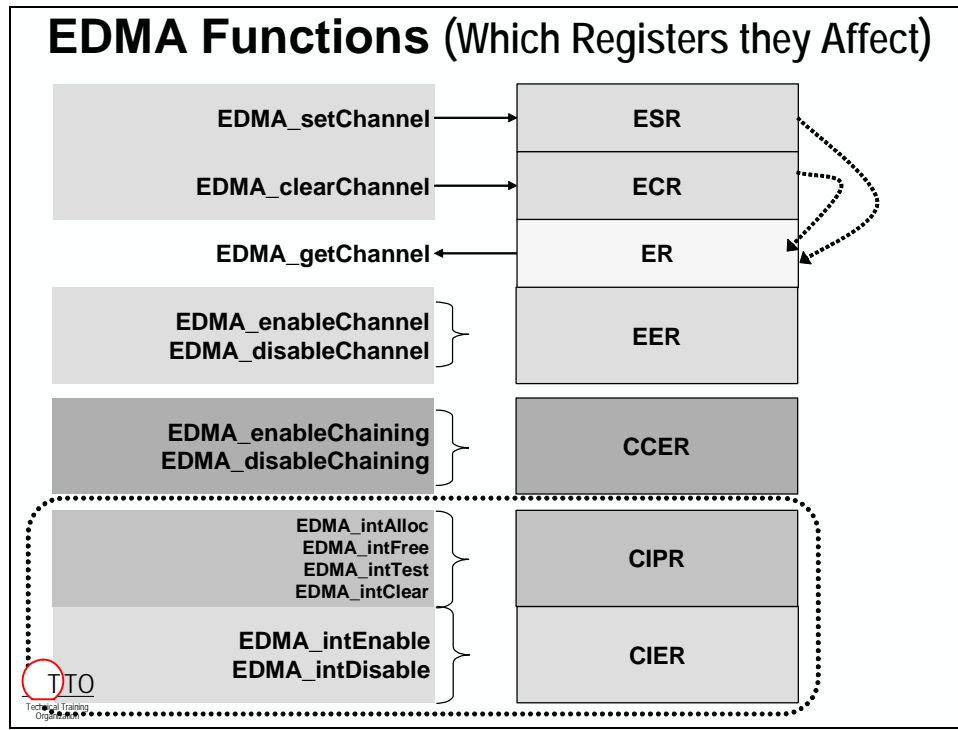 EDMA Functions (Which Registers they Affect)
EDMA_setChannel
ESR
EDMA_clearChannel
ECR
EDMA_getChannel
ER
EDMA_enableChannel
EDMA_disableChannel
EER
EDMA_enableChaining
EDMA_disableChaining
CCER
EDMA_intAlloc
EDMA_intFree
EDMA_intTest
EDMA_intClear
CIPR
EDMA_intEnable
EDMA_intDisable
CIER
TTO
Technical Training
Organization